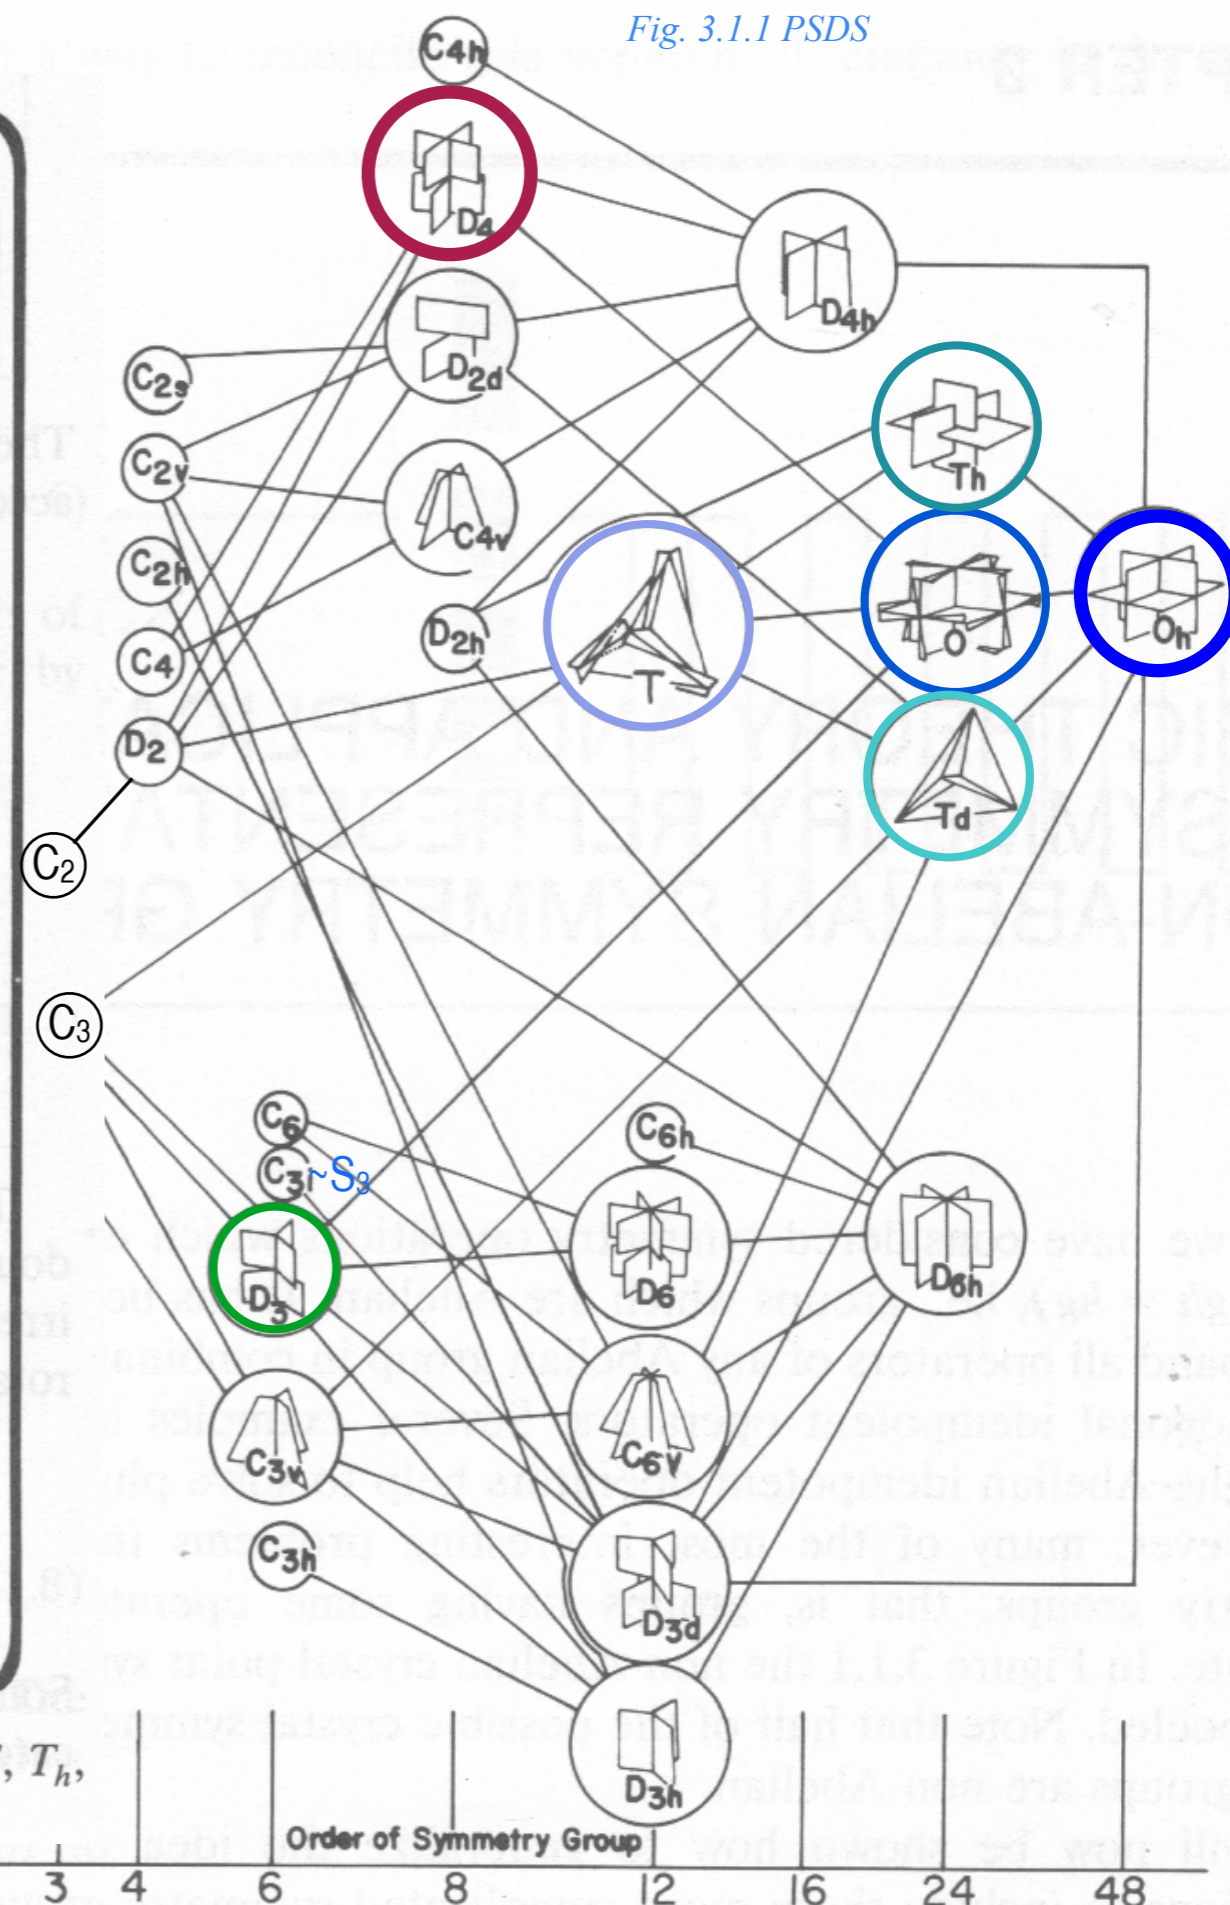 Fig. 3.1.1 PSDS
C4h
D4
D4h
D2d
C2s
Th
C2v
C4v
C2h
D2h
O
Oh
C4
T
D2
Td
C2
C3
C6
C6h
C3i ~S3
D3
D6
D6h
C3v
C6v
C3h
D3d
, Th,
D3h
Order of Symmetry Group
3 4 6 8 12 16 24 48